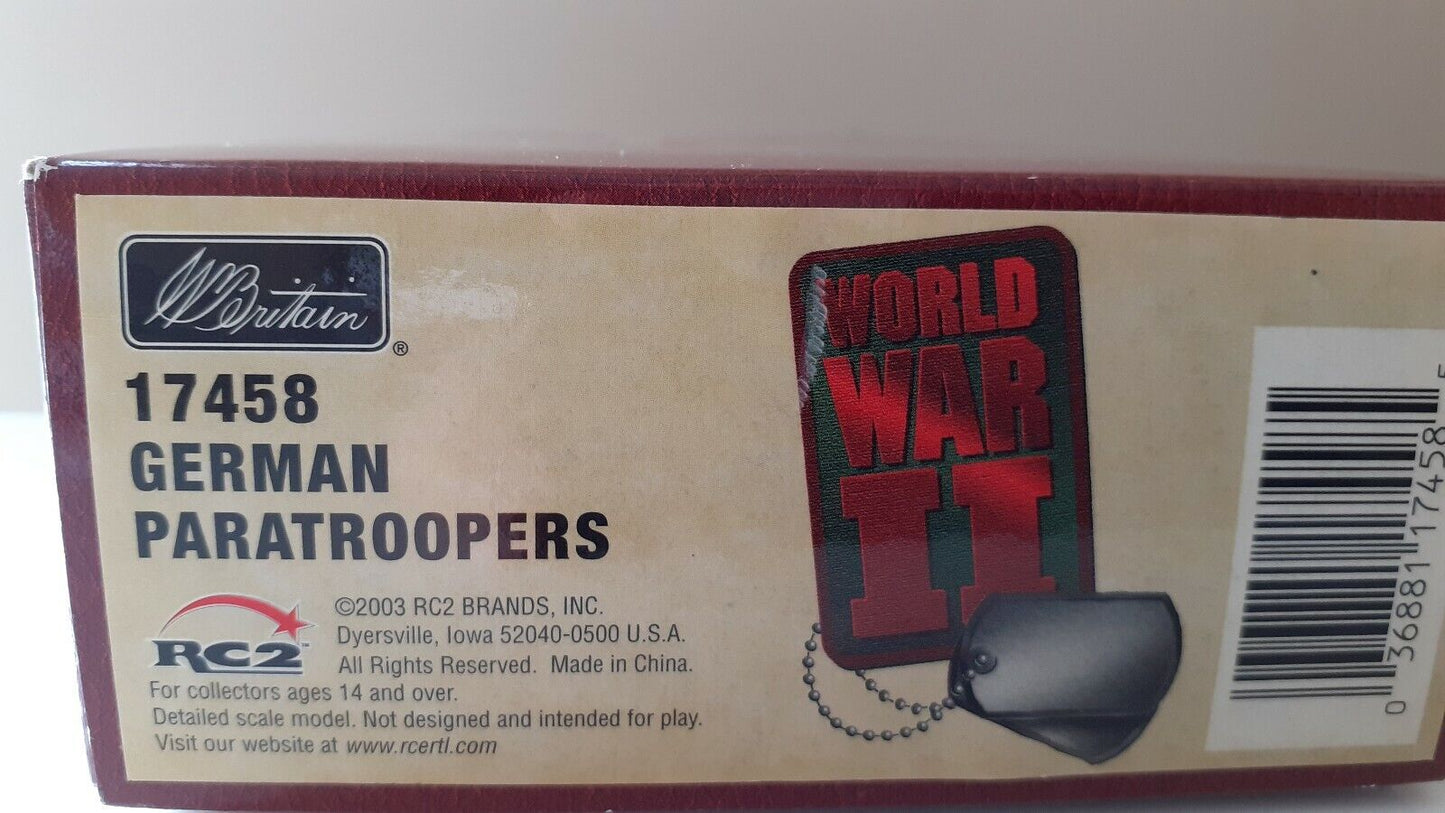 W Britain ®
17458
GERMAN
PARATROOPERS
RC2™
©2003 RC2 BRANDS, INC.
Dyersville, Iowa 52040-0500 U.S.A.
All Rights Reserved. Made in China.
For collectors ages 14 and over.
Detailed scale model. Not designed and intended for play.
Visit our website at www.rcertl.com
WORLD
WAR
II
0 36881 17458 5